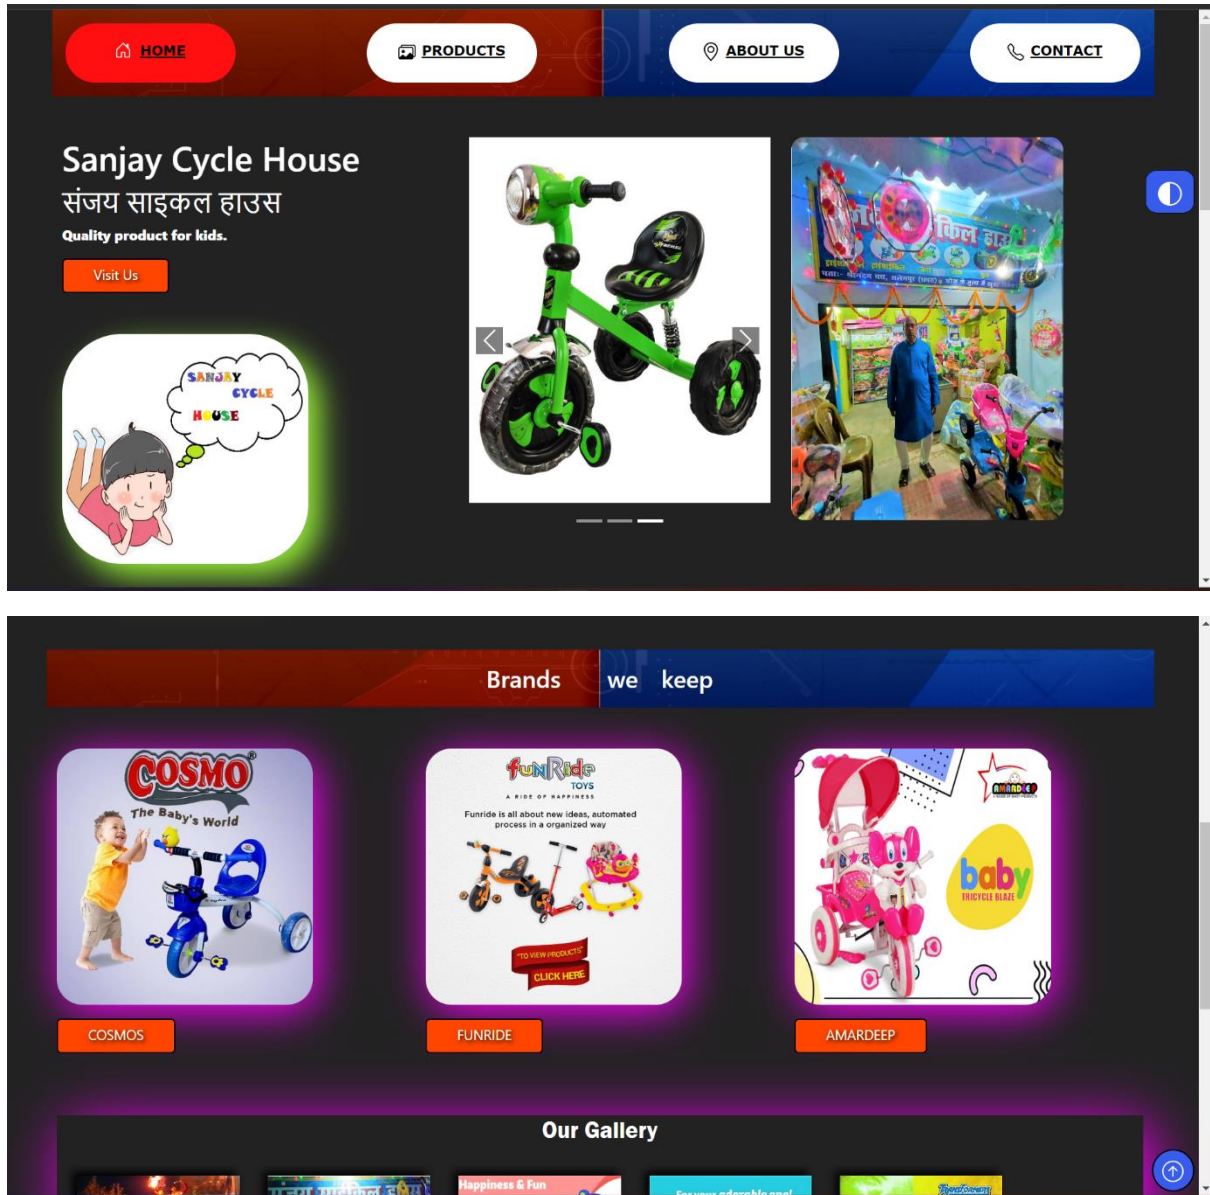 HOME
PRODUCTS
ABOUT US
CONTACT
Sanjay Cycle House
संजय साइकल हाउस
Quality product for kids.
Visit Us
SANJAY
CYCLE
HOUSE
Brands we keep
COSMO®
The Baby's World
funRide
TOYS
A RIDE OF HAPPINESS
Funride is all about new ideas, automated
process in a organized way
"TO VIEW PRODUCTS"
CLICK HERE
AMARDEEP
baby
TRICYCLE BLAZE
COSMOS
FUNRIDE
AMARDEEP
Our Gallery
Happiness & Fun